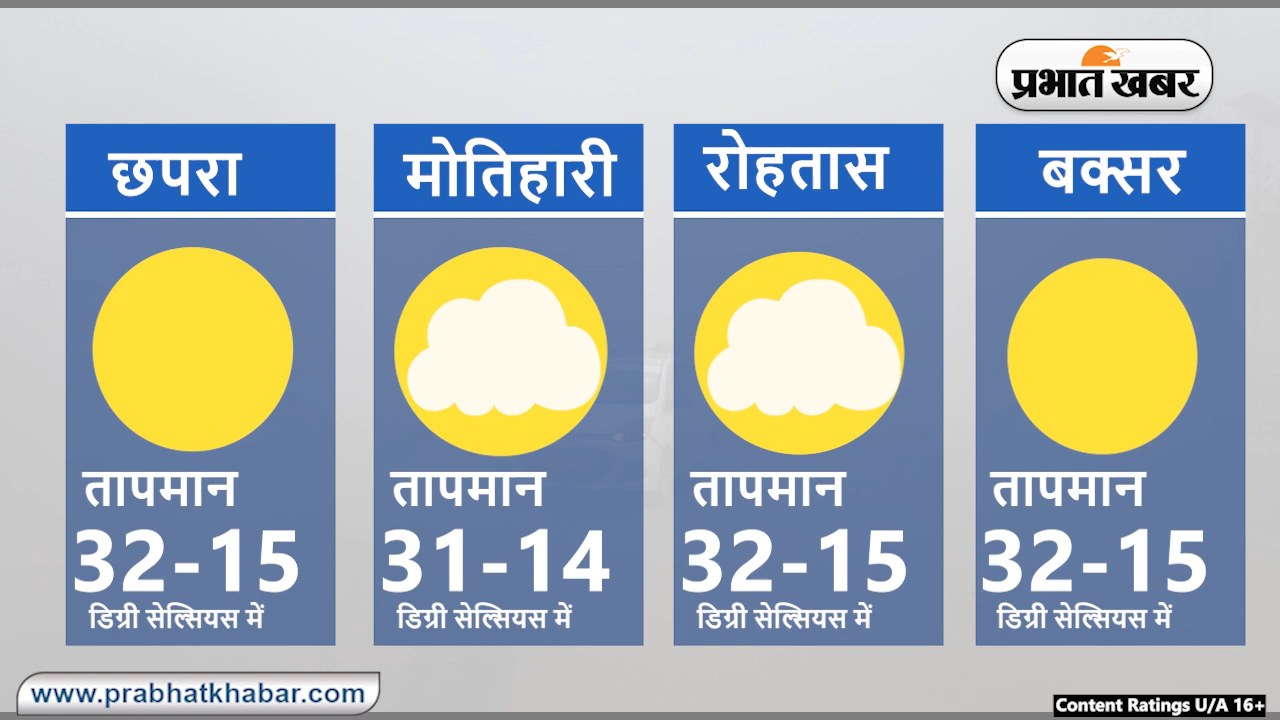 प्रभात खबर
छपरा
तापमान
32-15
डिग्री सेल्सियस में
मोतिहारी
तापमान
31-14
डिग्री सेल्सियस में
रोहतास
तापमान
32-15
डिग्री सेल्सियस में
बक्सर
तापमान
32-15
डिग्री सेल्सियस में
www.prabhatkhabar.com
Content Ratings U/A 16+